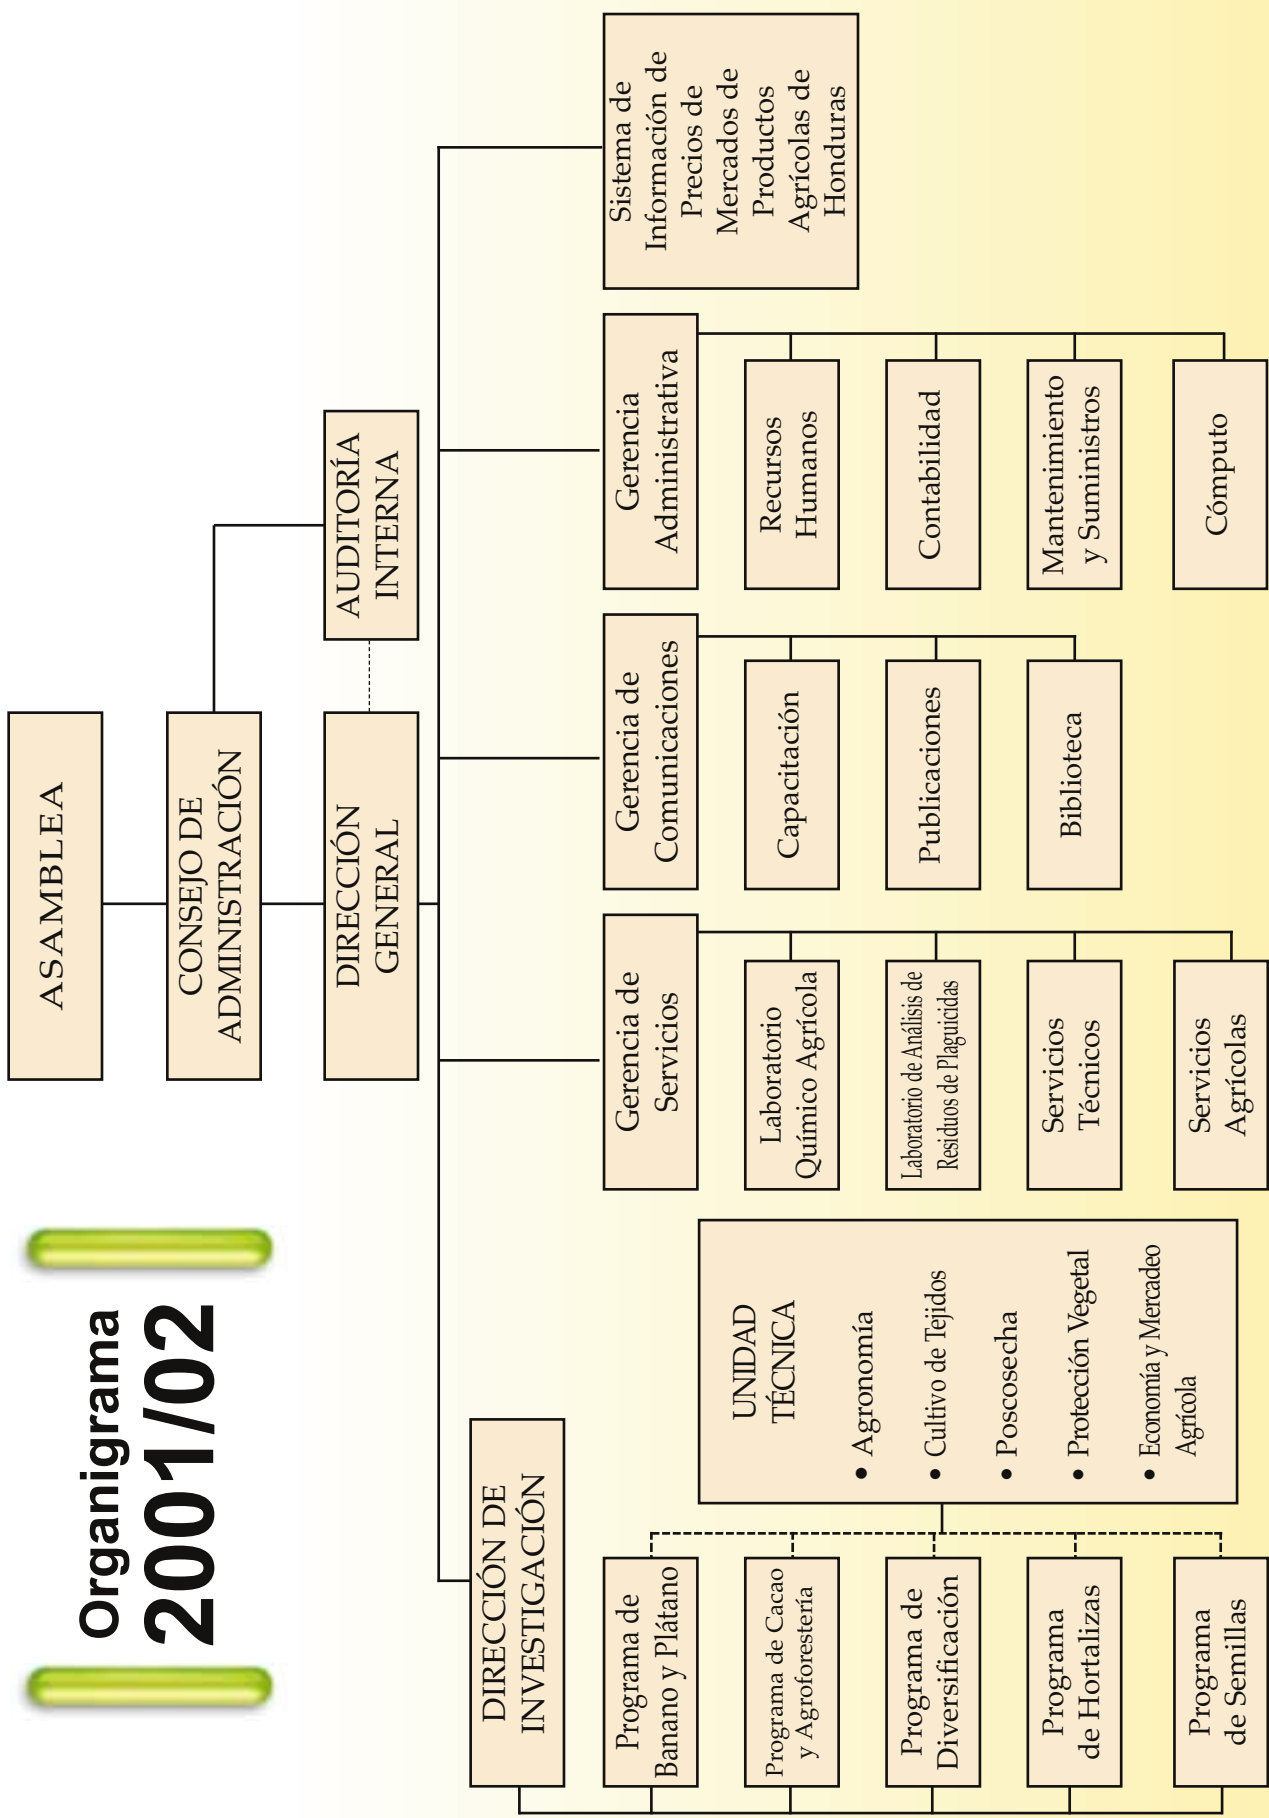 Organigrama
2001/02
ASAMBLEA
CONSEJO DE
ADMINISTRACIÓN
DIRECCIÓN
GENERAL
AUDITORÍA
INTERNA
DIRECCIÓN DE
INVESTIGACIÓN
Programa de
Banano y Plátano
Programa de Cacao
y Agroforestería
Programa de
Diversificación
Programa
de Hortalizas
Programa
de Semillas
UNIDAD
TÉCNICA
• Agronomía
• Cultivo de Tejidos
• Poscosecha
• Protección Vegetal
• Economía y Mercadeo
Agrícola
Gerencia de
Servicios
Laboratorio
Químico Agrícola
Laboratorio de Análisis de
Residuos de Plaguicidas
Servicios
Técnicos
Servicios
Agrícolas
Gerencia de
Comunicaciones
Capacitación
Publicaciones
Biblioteca
Gerencia
Administrativa
Recursos
Humanos
Contabilidad
Mantenimiento
y Suministros
Cómputo
Sistema de
Información de
Precios de
Mercados de
Productos
Agrícolas de
Honduras